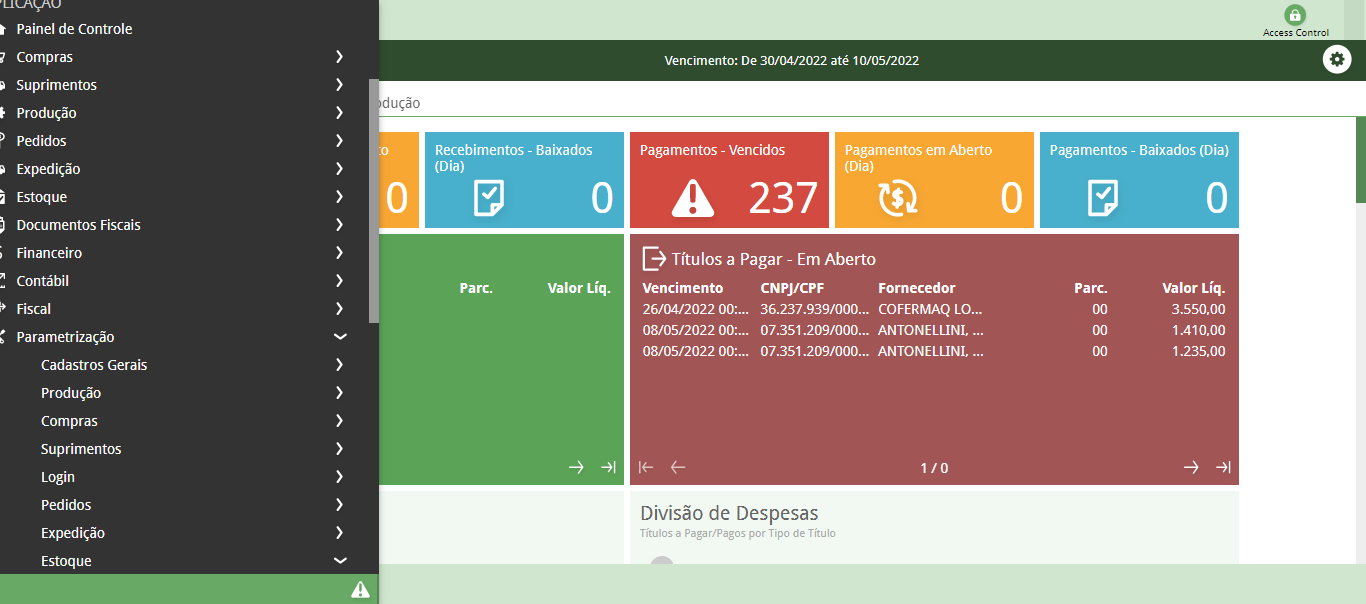 PLICAÇÃO
Painel de Controle
Compras
Suprimentos
Produção
Pedidos
Expedição
Estoque
Documentos Fiscais
Financeiro
Contábil
Fiscal
Parametrização
Cadastros Gerais
Produção
Compras
Suprimentos
Login
Pedidos
Expedição
Estoque
Access Control
Vencimento: De 30/04/2022 até 10/05/2022
odução
to
0
Recebimentos - Baixados
(Dia)
0
Pagamentos - Vencidos
237
Pagamentos em Aberto
(Dia)
0
Pagamentos - Baixados (Dia)
0
Parc. Valor Líq.
Títulos a Pagar - Em Aberto
Vencimento CNPJ/CPF Fornecedor Parc. Valor Líq.
26/04/2022 00:... 36.237.939/000... COFERMAQ LO... 00 3.550,00
08/05/2022 00:... 07.351.209/000... ANTONELLINI, ... 00 1.410,00
08/05/2022 00:... 07.351.209/000... ANTONELLINI, ... 00 1.235,00
1 / 0
Divisão de Despesas
Títulos a Pagar/Pagos por Tipo de Título